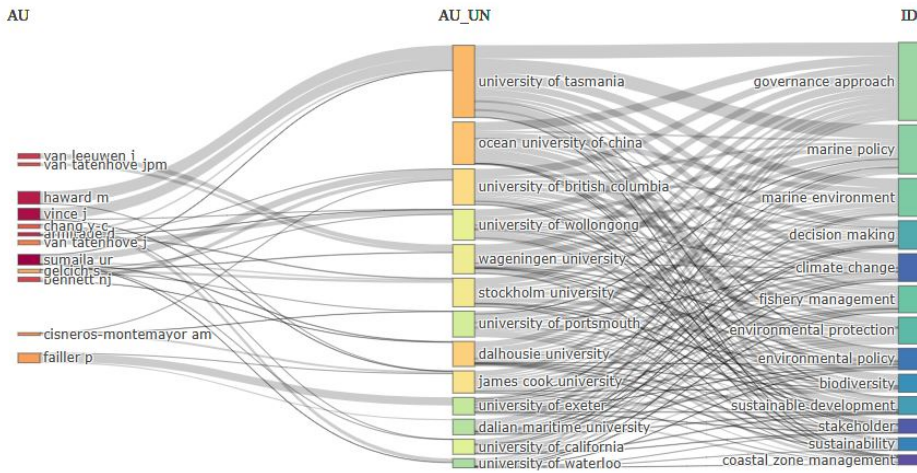 AU
AU_UN
ID
van leeuwen j
van tatenhove jpm
haward m
vince j
chang y-c
armitage d
van tatenhove j
sumaila ur
gelcich s
bennett nj
cisneros-montemayor am
failler p
university of tasmania
ocean university of china
university of british columbia
university of wollongong
wageningen university
stockholm university
university of portsmouth
dalhousie university
james cook university
university of exeter
dalian maritime university
university of california
university of waterloo
governance approach
marine policy
marine environment
decision making
climate change
fishery management
environmental protection
environmental policy
biodiversity
sustainable development
stakeholder
sustainability
coastal zone management